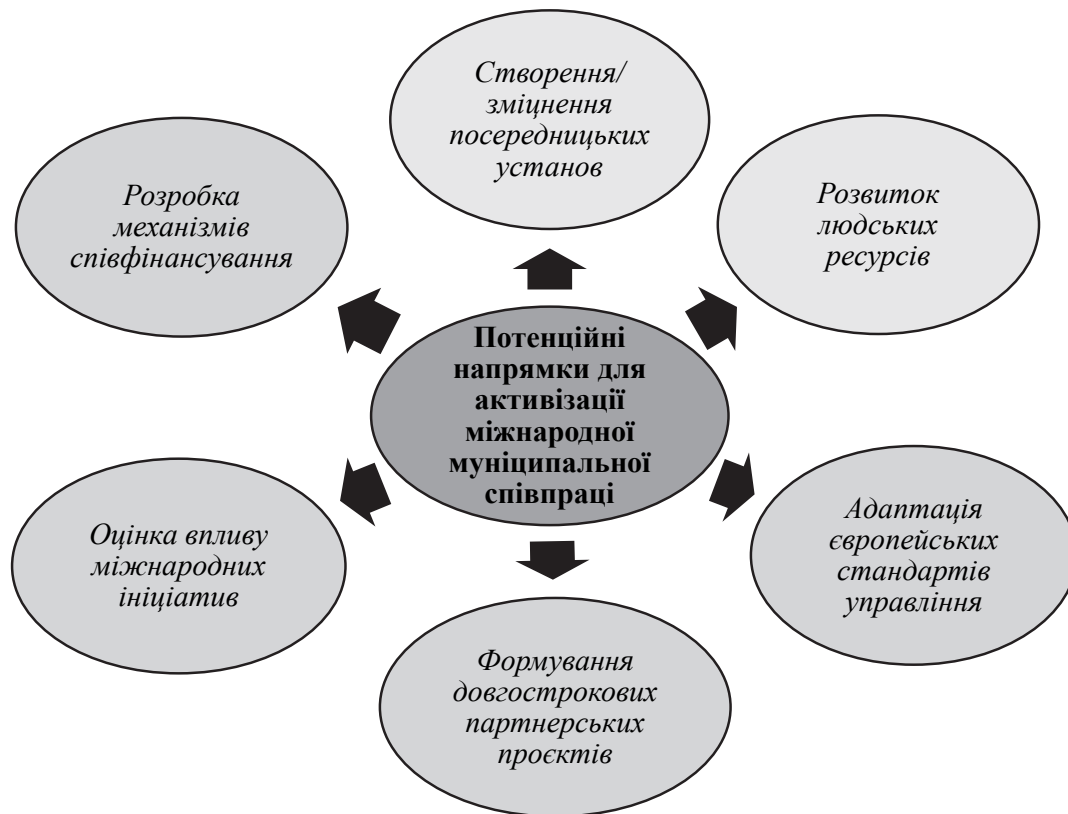 Створення/
зміцнення
посередницьких
установ
Розробка
механізмів
співфінансування
Розвиток
людських
ресурсів
Потенційні
напрямки для
активізації
міжнародної
муніципальної
співпраці
Оцінка впливу
міжнародних
ініціатив
Адаптація
європейських
стандартів
управління
Формування
довгострокових
партнерських
проєктів